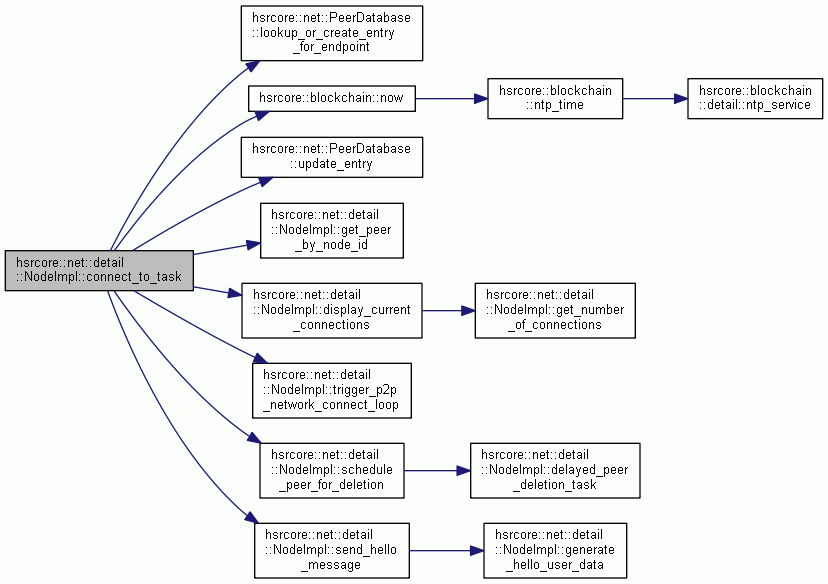 hsrcore::net::PeerDatabase
::lookup_or_create_entry
_for_endpoint
hsrcore::blockchain::now
hsrcore::blockchain
::ntp_time
hsrcore::blockchain
::detail::ntp_service
hsrcore::net::PeerDatabase
::update_entry
hsrcore::net::detail
::NodeImpl::get_peer
_by_node_id
hsrcore::net::detail
::NodeImpl::connect_to_task
hsrcore::net::detail
::NodeImpl::display_current
_connections
hsrcore::net::detail
::NodeImpl::get_number
_of_connections
hsrcore::net::detail
::NodeImpl::trigger_p2p
_network_connect_loop
hsrcore::net::detail
::NodeImpl::schedule
_peer_for_deletion
hsrcore::net::detail
::NodeImpl::delayed_peer
_deletion_task
hsrcore::net::detail
::NodeImpl::send_hello
_message
hsrcore::net::detail
::NodeImpl::generate
_hello_user_data